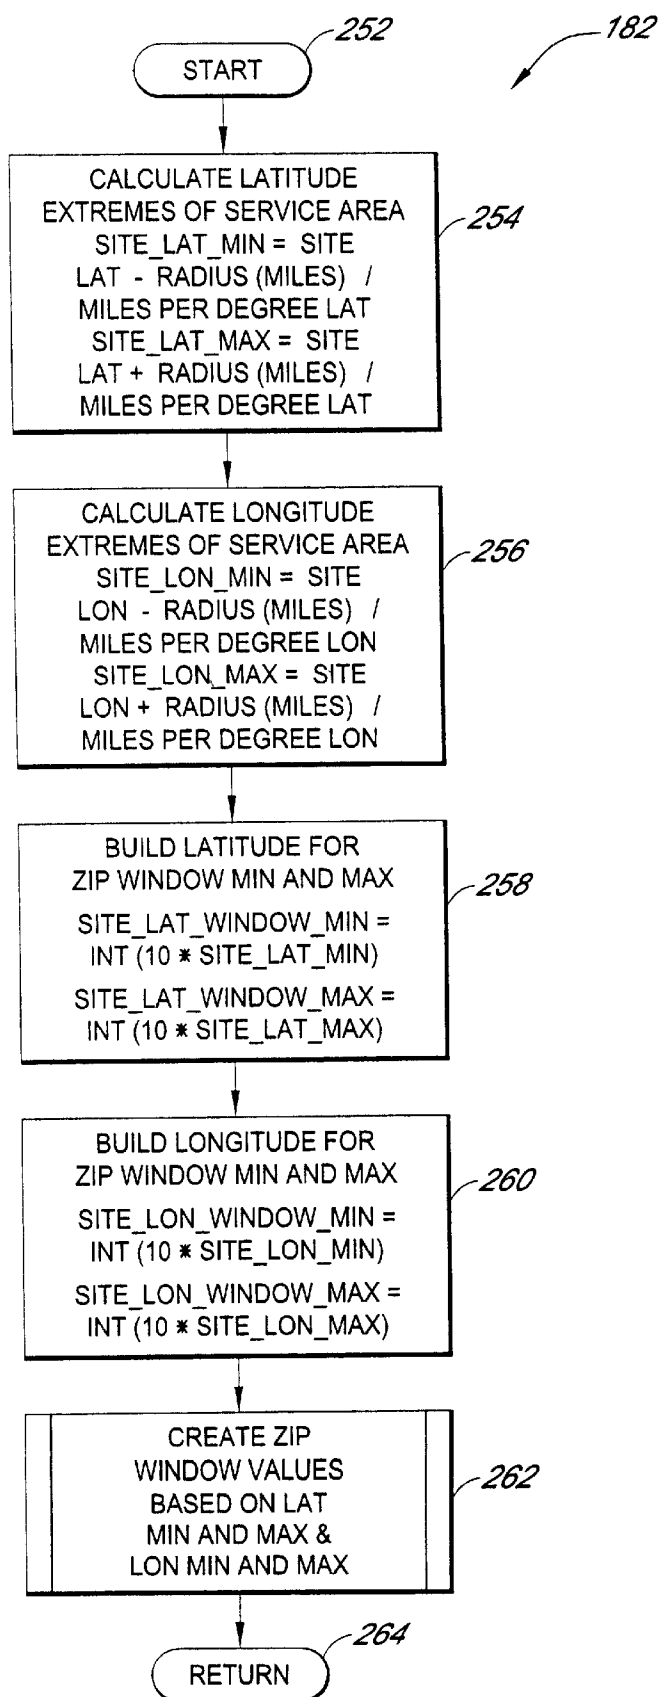 252
182
START
CALCULATE LATITUDE
EXTREMES OF SERVICE AREA
SITE_LAT_MIN = SITE
LAT - RADIUS (MILES) /
MILES PER DEGREE LAT
SITE_LAT_MAX = SITE
LAT + RADIUS (MILES) /
MILES PER DEGREE LAT
254
CALCULATE LONGITUDE
EXTREMES OF SERVICE AREA
SITE_LON_MIN = SITE
LON - RADIUS (MILES) /
MILES PER DEGREE LON
SITE_LON_MAX = SITE
LON + RADIUS (MILES) /
MILES PER DEGREE LON
256
BUILD LATITUDE FOR
ZIP WINDOW MIN AND MAX
SITE_LAT_WINDOW_MIN =
INT (10 * SITE_LAT_MIN)
SITE_LAT_WINDOW_MAX =
INT (10 * SITE_LAT_MAX)
258
BUILD LONGITUDE FOR
ZIP WINDOW MIN AND MAX
SITE_LON_WINDOW_MIN =
INT (10 * SITE_LON_MIN)
SITE_LON_WINDOW_MAX =
INT (10 * SITE_LON_MAX)
260
CREATE ZIP
WINDOW VALUES
BASED ON LAT
MIN AND MAX &
LON MIN AND MAX
262
264
RETURN